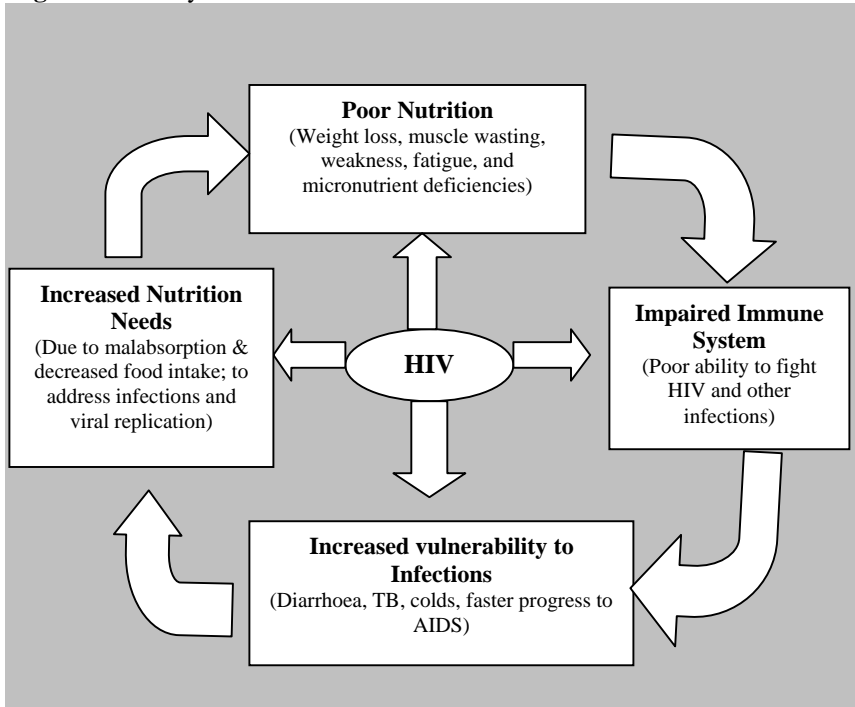 Poor Nutrition
(Weight loss, muscle wasting,
weakness, fatigue, and
micronutrient deficiencies)
Increased Nutrition
Needs
(Due to malabsorption &
decreased food intake; to
address infections and
viral replication)
HIV
Impaired Immune
System
(Poor ability to fight
HIV and other
infections)
Increased vulnerability to
Infections
(Diarrhoea, TB, colds, faster progress to
AIDS)